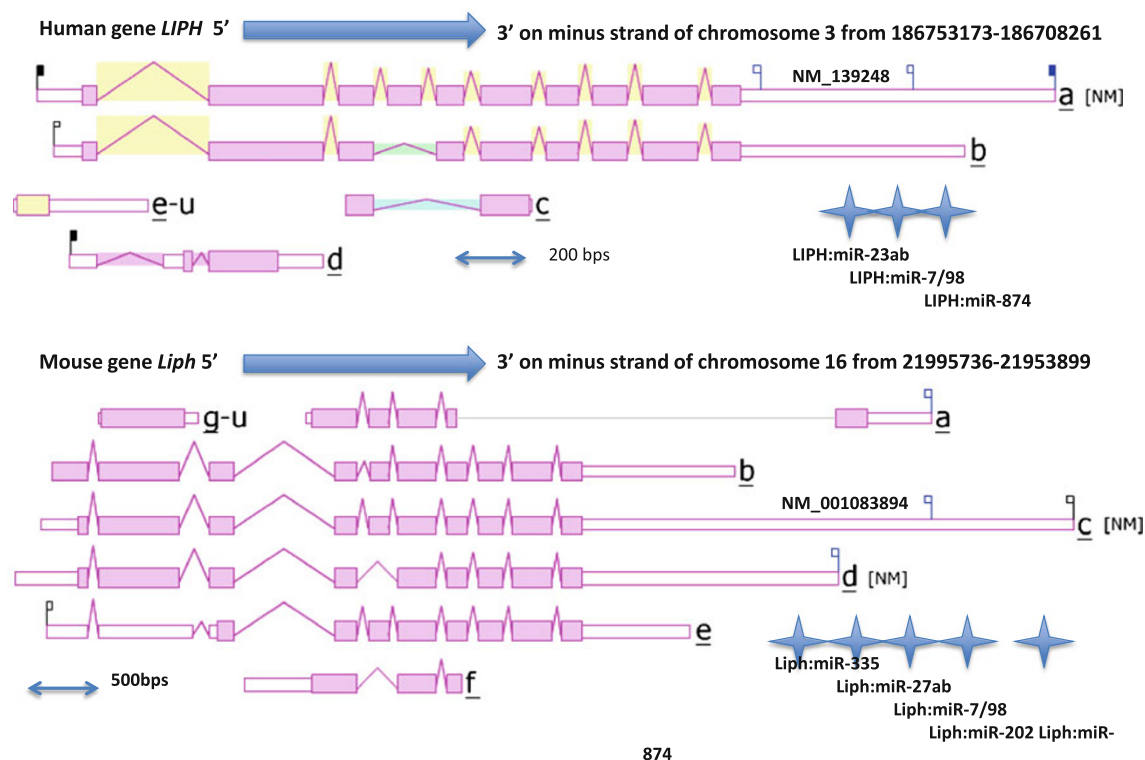 Human gene LIPH 5’ 3’ on minus strand of chromosome 3 from 186753173-186708261
NM_139248
a [NM]
b
e-u
c
200 bps
d
LIPH:miR-23ab
LIPH:miR-7/98
LIPH:miR-874
Mouse gene Liph 5’ 3’ on minus strand of chromosome 16 from 21995736-21953899
g-u
a
b
NM_001083894
c [NM]
d [NM]
e
Liph:miR-335
500bps
f
Liph:miR-27ab
Liph:miR-7/98
Liph:miR-202 Liph:miR-
874